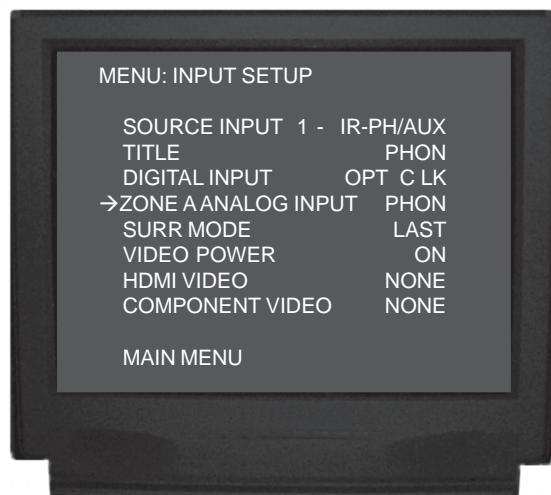 MENU: INPUT SETUP
SOURCE INPUT 1 - IR-PH/AUX
TITLE PHON
DIGITAL INPUT OPT C LK
→ZONE A ANALOG INPUT PHON
SURR MODE LAST
VIDEO POWER ON
HDMI VIDEO NONE
COMPONENT VIDEO NONE
MAIN MENU